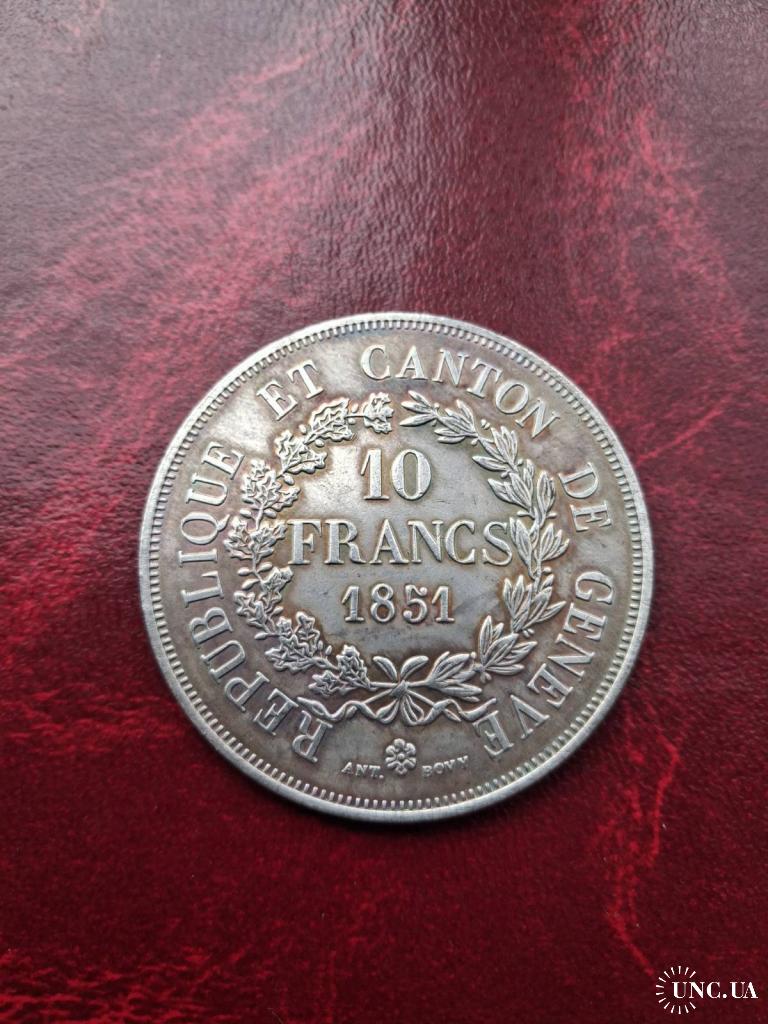 REPUBLIQUE ET CANTON DE GENEVE
10
FRANCS
1851
ANT. BOVY
UNC.UA